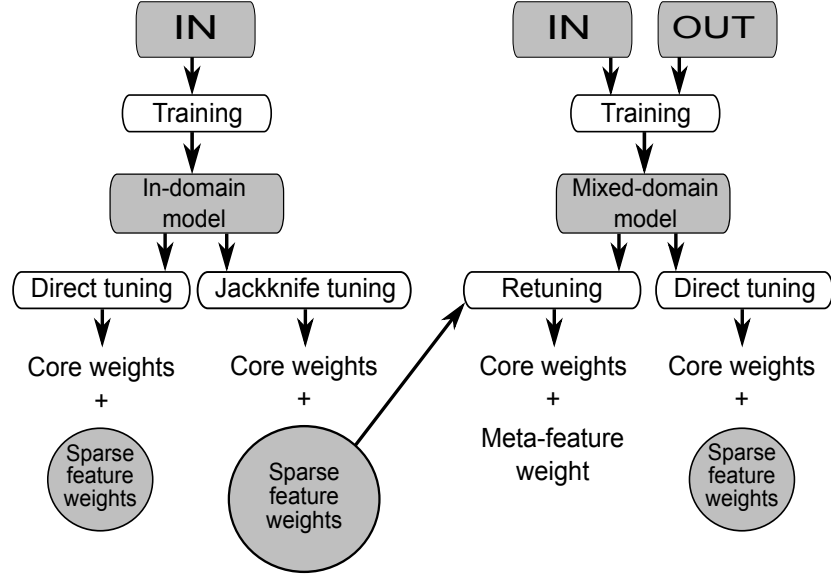 IN
IN
OUT
Training
Training
In-domain
model
Mixed-domain
model
Direct tuning
Jackknife tuning
Retuning
Direct tuning
Core weights
+
Sparse
feature
weights
Core weights
+
Sparse
feature
weights
Core weights
+
Meta-feature
weight
Core weights
+
Sparse
feature
weights